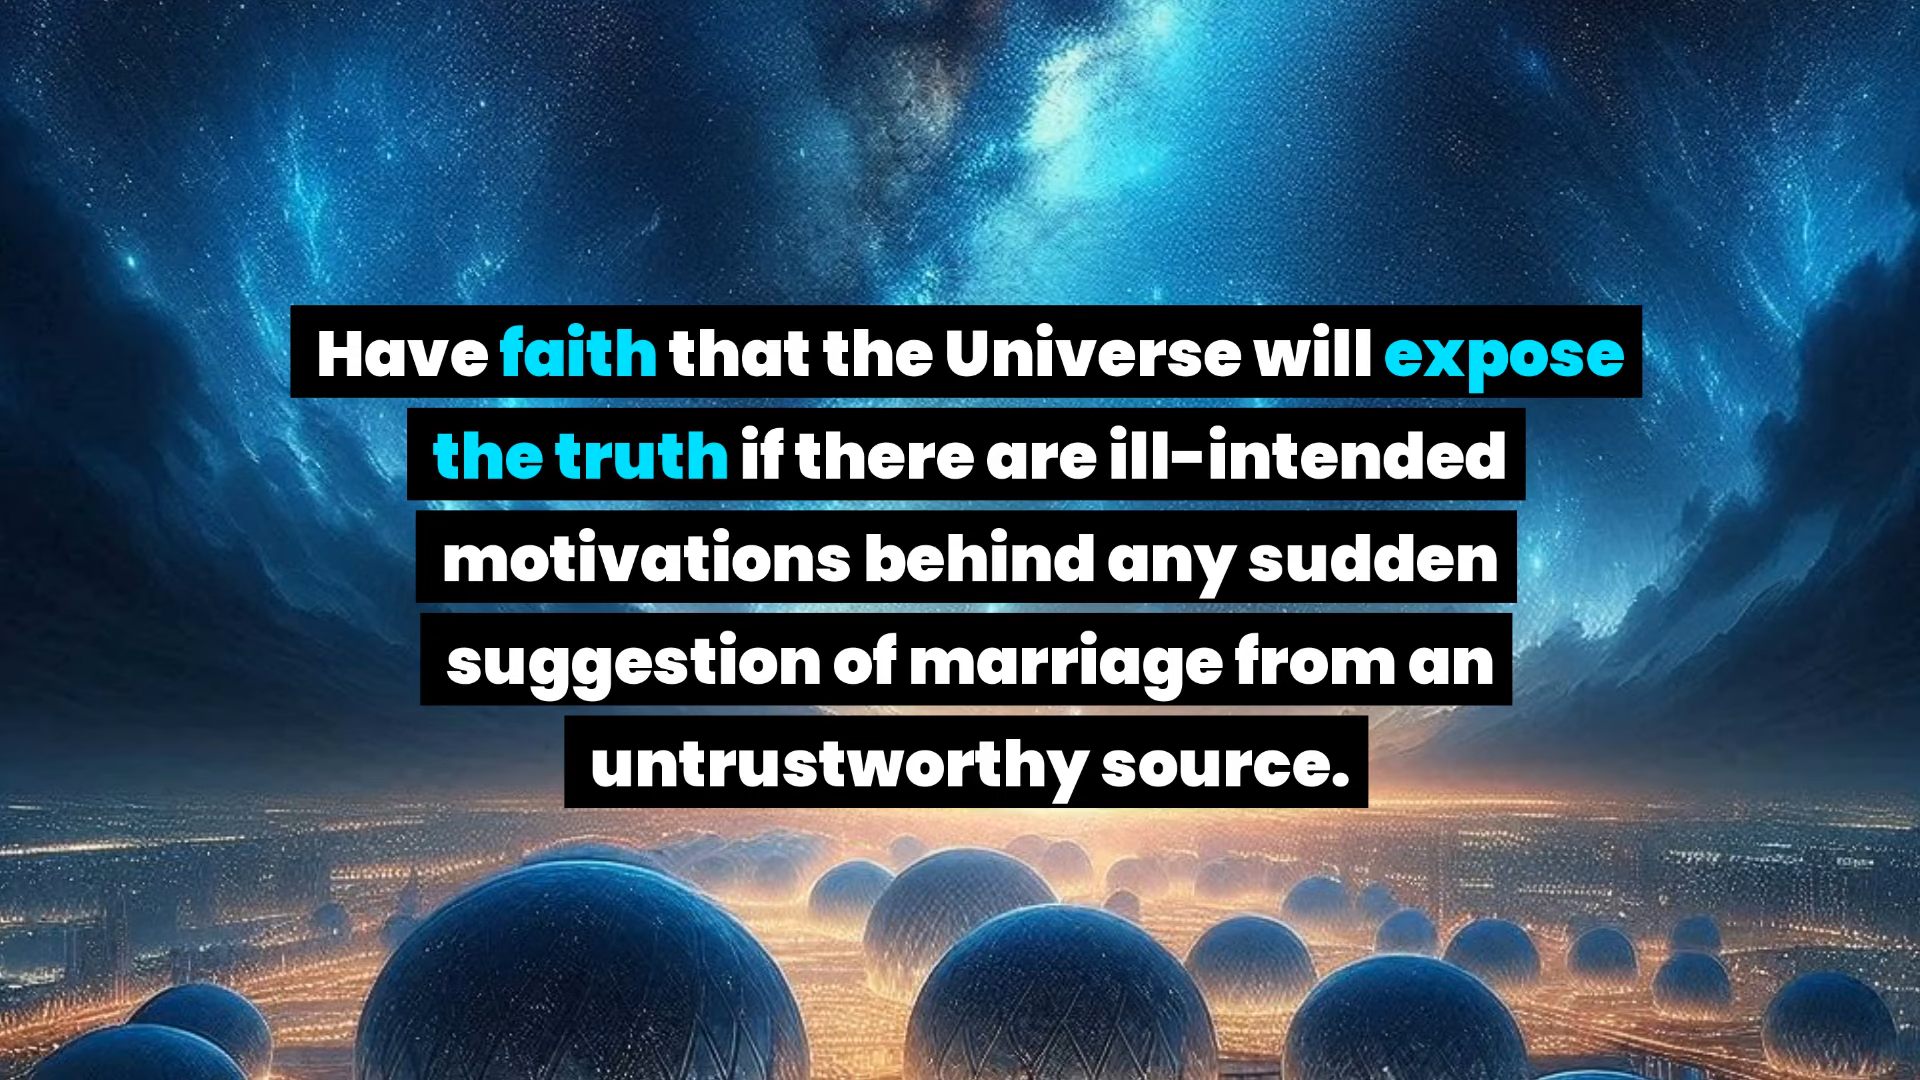 Have faith that the Universe will expose
the truth if there are ill-intended
motivations behind any sudden
suggestion of marriage from an
untrustworthy source.